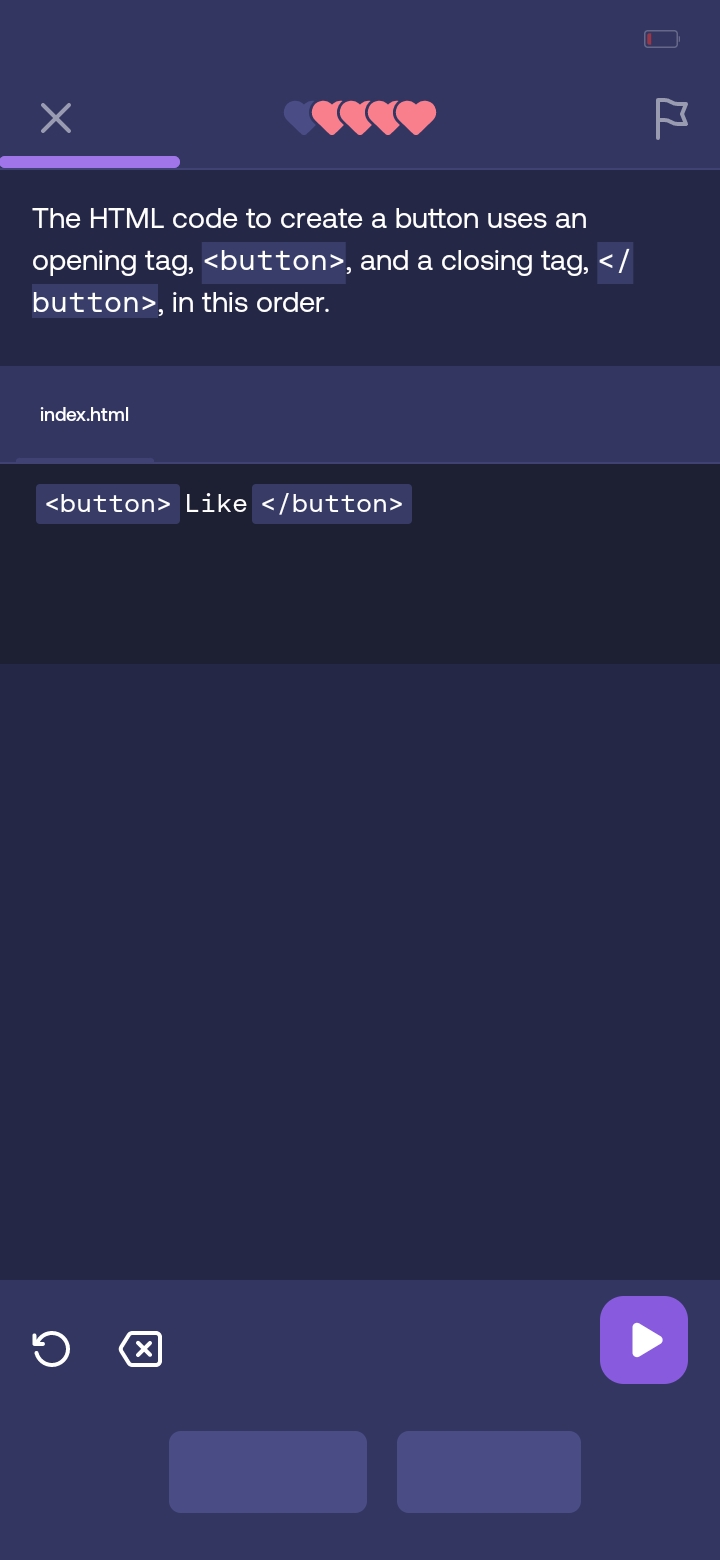 The HTML code to create a button uses an
opening tag, <button>, and a closing tag, </
button>, in this order.
index.html
<button> Like </button>